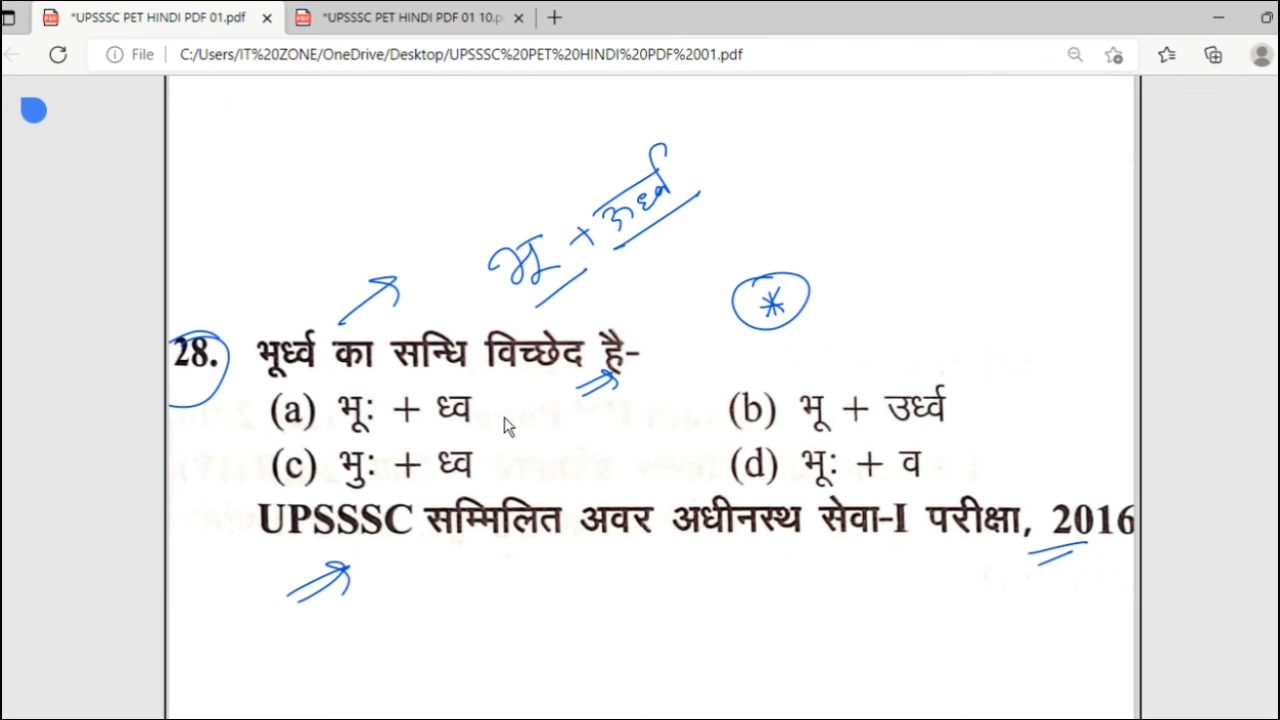 *UPSSSC PET HINDI PDF 01.pdf
*UPSSSC PET HINDI PDF 01 10.p
File
C:/Users/IT%20ZONE/OneDrive/Desktop/UPSSSC%20PET%20HINDI%20PDF%2001.pdf
भू + उर्ध्व
*
28. भूर्ध्व का सन्धि विच्छेद है-
(a) भूः + ध्व (b) भू + उर्ध्व
(c) भुः + ध्व (d) भूः + व
UPSSSC सम्मिलित अवर अधीनस्थ सेवा-I परीक्षा, 2016